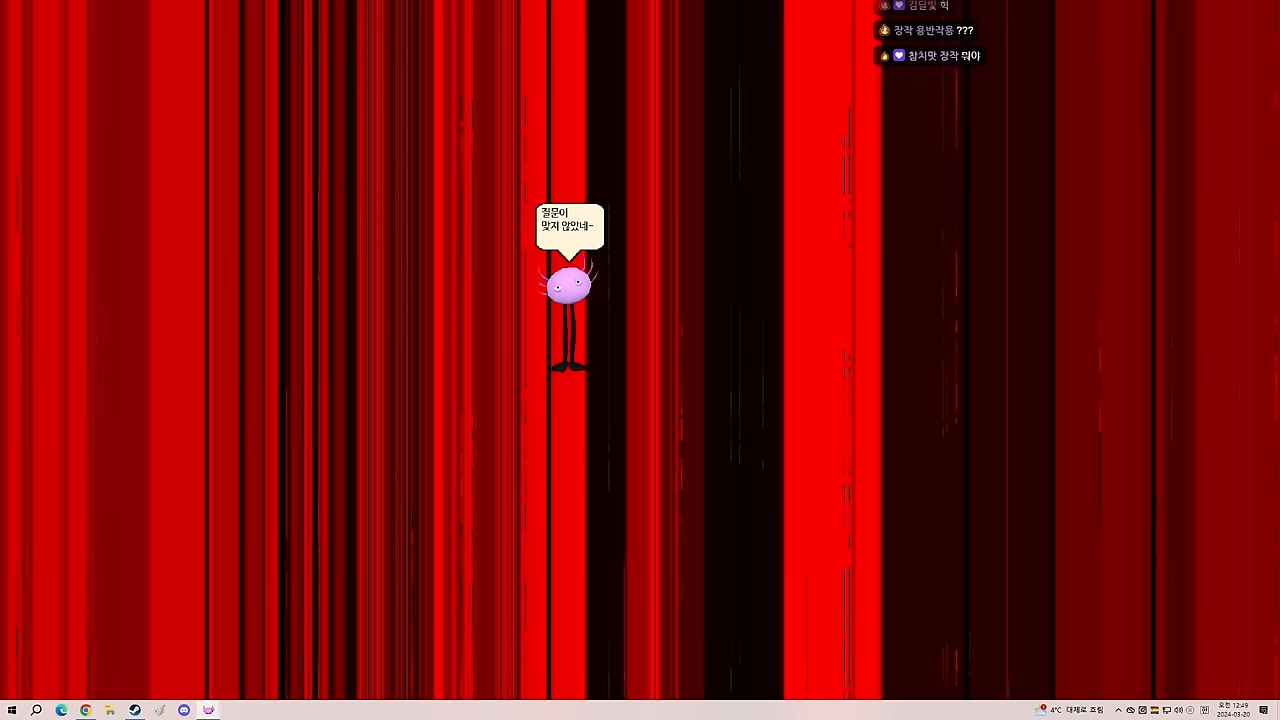 김달빛 헉
장작 용반작용 ???
참치맛 장작 뭐야
질문이
맞지 않았네~
4°C 대체로 흐림
오전 12:49
2024-03-20